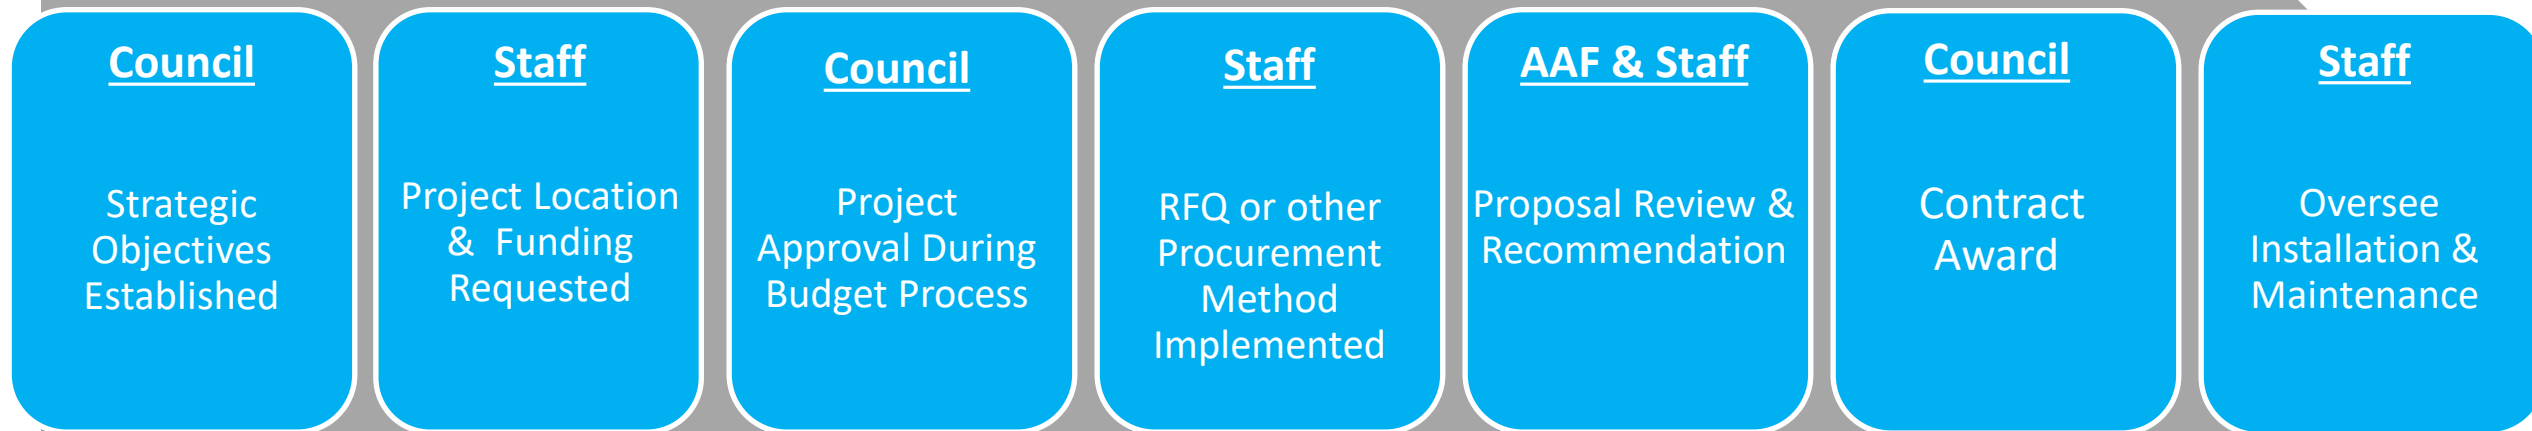 Council
Strategic
Objectives
Established
Staff
Project Location
& Funding
Requested
Council
Project
Approval During
Budget Process
Staff
RFQ or other
Procurement
Method
Implemented
AAF & Staff
Proposal Review &
Recommendation
Council
Contract
Award
Staff
Oversee
Installation &
Maintenance